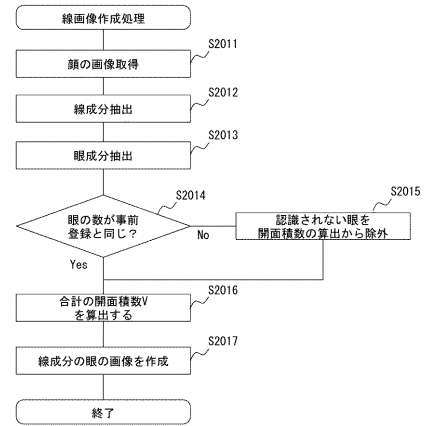 線画像作成処理
S2011
顔の画像取得
S2012
線成分抽出
S2013
眼成分抽出
S2014
眼の数が事前
登録と同じ?
No
Yes
S2015
認識されない眼を
開面積数の算出から除外
S2016
合計の開面積数V
を算出する
S2017
線成分の眼の画像を作成
終了